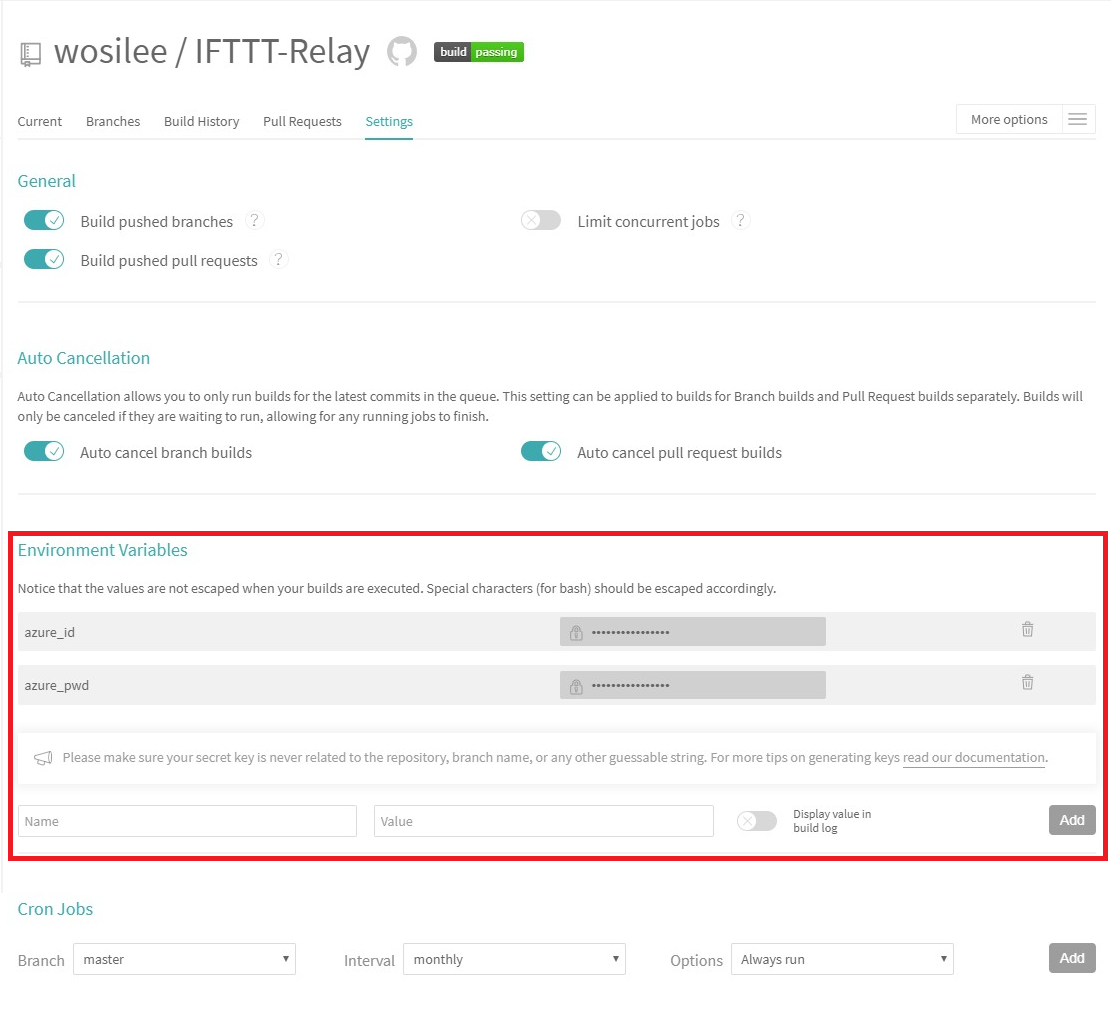 wosilee / IFTTT-Relay build passing
Current Branches Build History Pull Requests Settings More options
General
Build pushed branches ? Limit concurrent jobs ?
Build pushed pull requests ?
Auto Cancellation
Auto Cancellation allows you to only run builds for the latest commits in the queue. This setting can be applied to builds for Branch builds and Pull Request builds separately. Builds will
only be canceled if they are waiting to run, allowing for any running jobs to finish.
Auto cancel branch builds Auto cancel pull request builds
Environment Variables
Notice that the values are not escaped when your builds are executed. Special characters (for bash) should be escaped accordingly.
azure_id ••••••••••••••••
azure_pwd ••••••••••••••••
Please make sure your secret key is never related to the repository, branch name, or any other guessable string. For more tips on generating keys read our documentation.
Name Value Display value in
build log Add
Cron Jobs
Branch master Interval monthly Options Always run Add